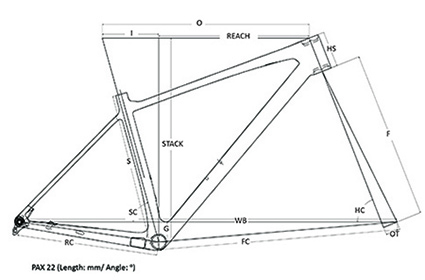 O
I
REACH
HS
STACK
F
S
SC
G
WB
HC
RC
FC
OT
PAX 22 (Length: mm/ Angle: °)